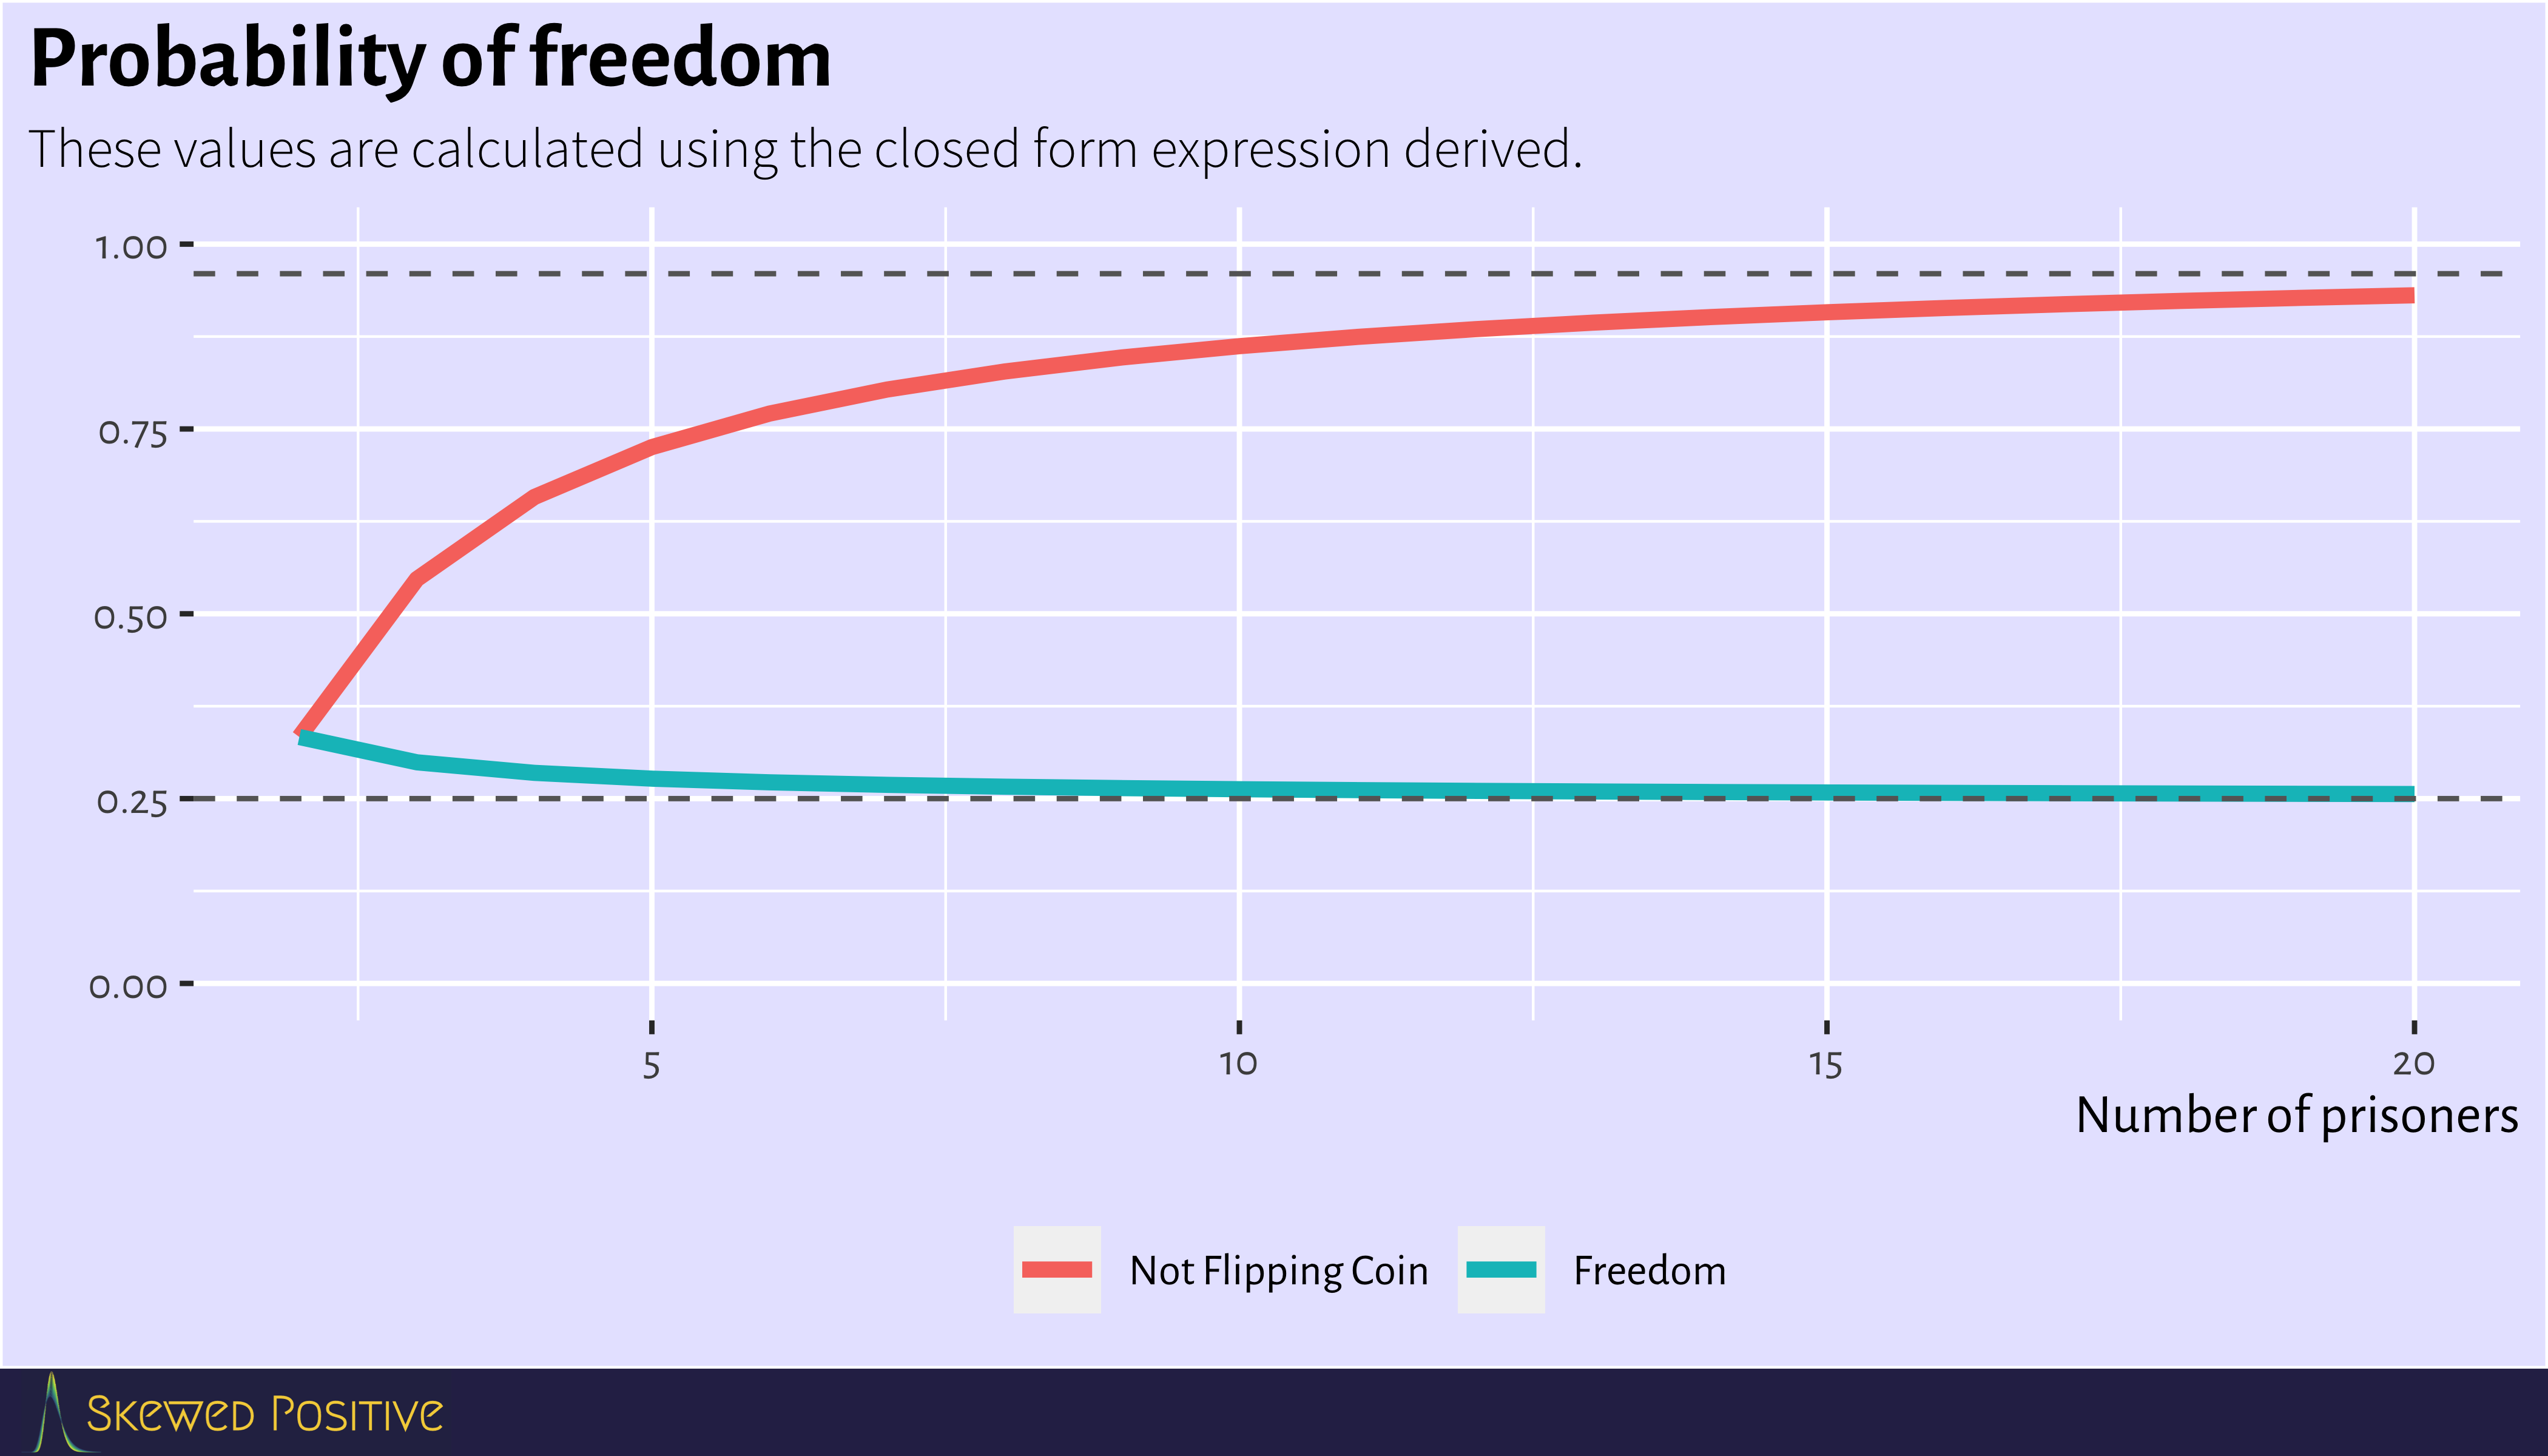 Probability of freedom
These values are calculated using the closed form expression derived.
1.00
0.75
0.50
0.25
0.00
5 10 15 20
Number of prisoners
Not Flipping Coin Freedom
Skewed Positive